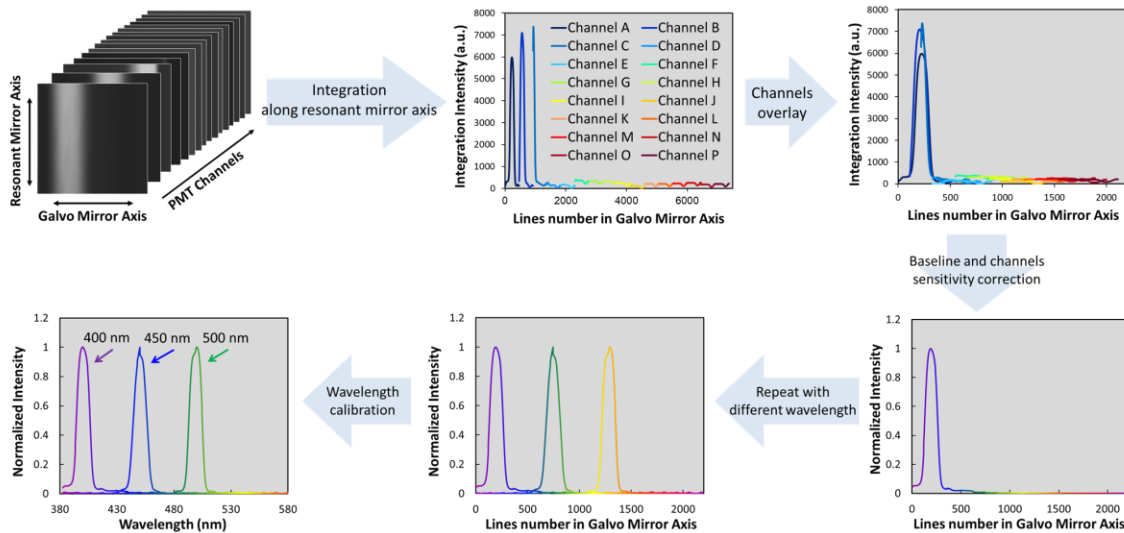 Resonant Mirror Axis
Galvo Mirror Axis
PMT Channels
Integration
along resonant mirror axis
Integration Intensity (a.u.)
8000
7000
6000
5000
4000
3000
2000
1000
0
Channel A Channel B
Channel C Channel D
Channel E Channel F
Channel G Channel H
Channel I Channel J
Channel K Channel L
Channel M Channel N
Channel O Channel P
0 2000 4000 6000
Lines number in Galvo Mirror Axis
Channels
overlay
Integration Intensity (a.u.)
8000
7000
6000
5000
4000
3000
2000
1000
0
0 500 1000 1500 2000
Lines number in Galvo Mirror Axis
Baseline and channels
sensitivity correction
Normalized Intensity
1.2
1
0.8
0.6
0.4
0.2
0
0 500 1000 1500 2000
Lines number in Galvo Mirror Axis
Repeat with
different wavelength
Normalized Intensity
1.2
1
0.8
0.6
0.4
0.2
0
0 500 1000 1500 2000
Lines number in Galvo Mirror Axis
Wavelength
calibration
Normalized Intensity
1.2
1
0.8
0.6
0.4
0.2
0
400 nm 450 nm 500 nm
380 430 480 530 580
Wavelength (nm)